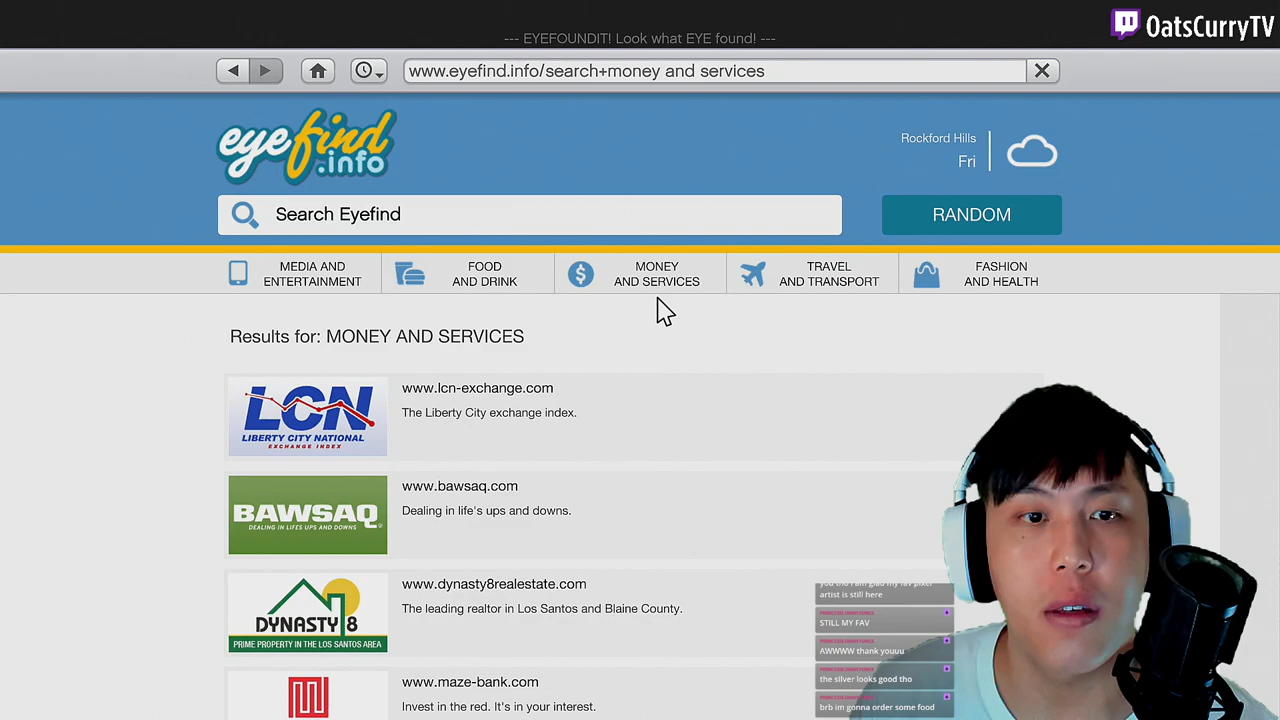 OatsCurryTV
--- EYEFOUNDIT! Look what EYE found! ---
www.eyefind.info/search+money and services
eyefind
.info
Rockford Hills
Fri
Search Eyefind
RANDOM
MEDIA AND
ENTERTAINMENT
FOOD
AND DRINK
MONEY
AND SERVICES
TRAVEL
AND TRANSPORT
FASHION
AND HEALTH
Results for: MONEY AND SERVICES
LCN
LIBERTY CITY NATIONAL
EXCHANGE INDEX
www.lcn-exchange.com
The Liberty City exchange index.
BAWSAQ
DEALING IN LIFE'S UPS AND DOWNS
www.bawsaq.com
Dealing in life's ups and downs.
DYNASTY 8
PRIME PROPERTY IN THE LOS SANTOS AREA
www.dynasty8realestate.com
The leading realtor in Los Santos and Blaine County.
www.maze-bank.com
Invest in the red. It's in your interest.
artist is still here
STILL MY FAV
AWWWW thank youuu
the silver looks good tho
brb im gonna order some food